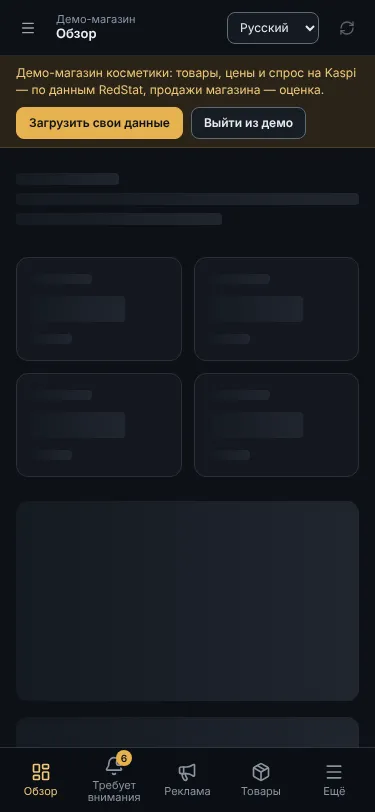 Демо-магазин
Обзор
Русский
Демо-магазин косметики: товары, цены и спрос на Kaspi
— по данным RedStat, продажи магазина — оценка.
Загрузить свои данные
Выйти из демо
6
Обзор
Требует
внимания
Реклама
Товары
Ещё